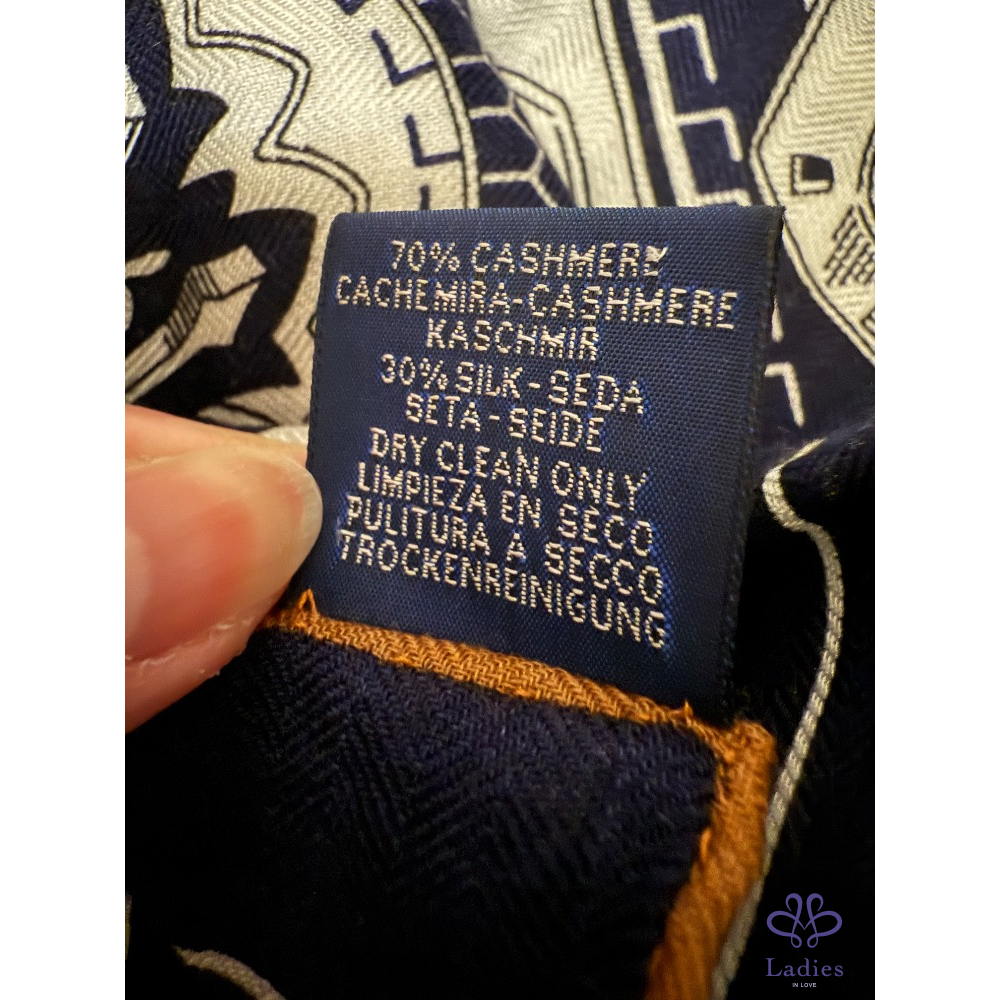 70% CASHMERE
CACHEMIRA-CASHMERE
KASCHMIR
30% SILK - SEDA
SETA - SEIDE
DRY CLEAN ONLY
LIMPIEZA EN SECO
PULITURA A SECCO
TROCKENREINIGUNG
Ladies
IN LOVE